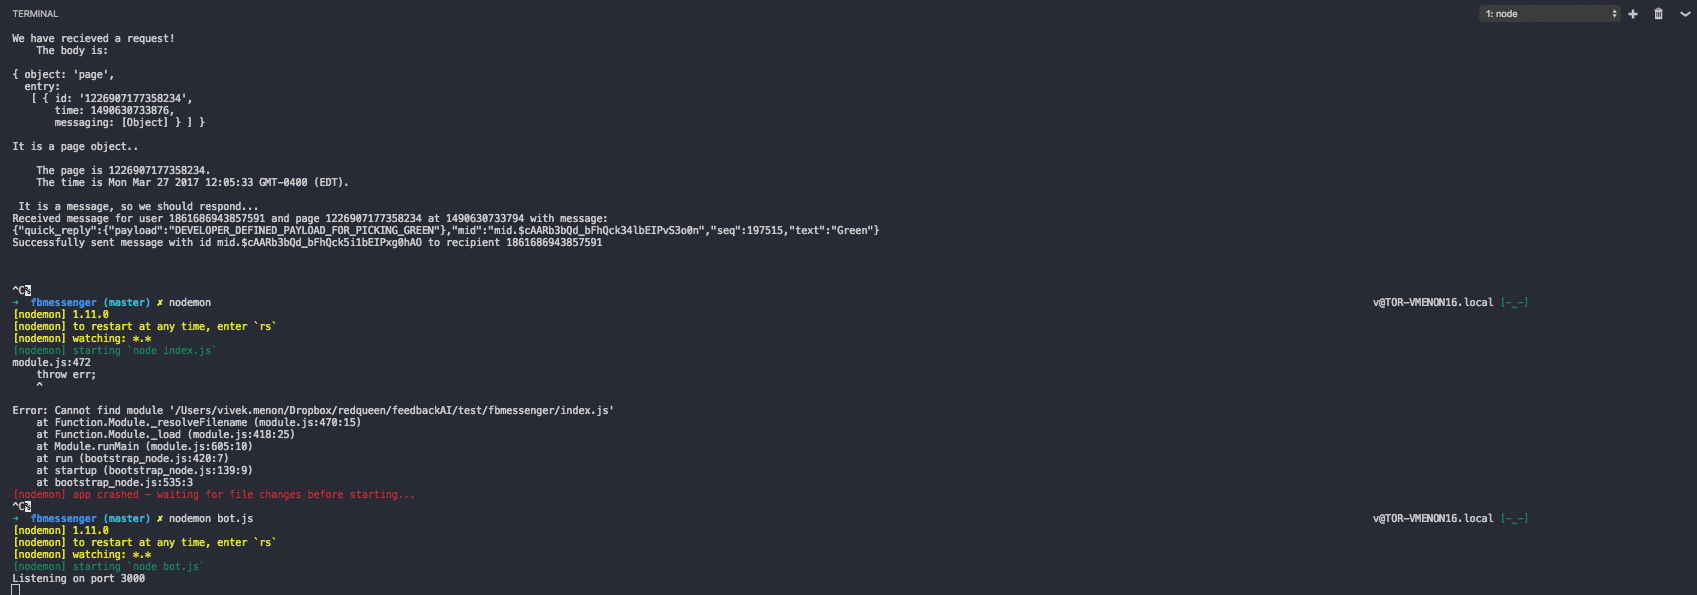 TERMINAL
1: node
We have recieved a request!
The body is:
{ object: 'page',
entry:
[ { id: '1226907177358234',
time: 1490630733876,
messaging: [Object] } ] }
It is a page object..
The page is 1226907177358234.
The time is Mon Mar 27 2017 12:05:33 GMT-0400 (EDT).
It is a message, so we should respond...
Received message for user 1861686943857591 and page 1226907177358234 at 1490630733794 with message:
{"quick_reply":{"payload":"DEVELOPER_DEFINED_PAYLOAD_FOR_PICKING_GREEN"},"mid":"mid.$cAARb3bQd_bFhQck34lbEIPvS3o0n","seq":197515,"text":"Green"}
Successfully sent message with id mid.$cAARb3bQd_bFhQck5i1bEIPxg0hAO to recipient 1861686943857591
^C%
➜ fbmessenger (master) ✗ nodemon v@TOR-VMENON16.local [-_-]
[nodemon] 1.11.0
[nodemon] to restart at any time, enter `rs`
[nodemon] watching: *.*
[nodemon] starting `node index.js`
module.js:472
throw err;
^
Error: Cannot find module '/Users/vivek.menon/Dropbox/redqueen/feedbackAI/test/fbmessenger/index.js'
at Function.Module._resolveFilename (module.js:470:15)
at Function.Module._load (module.js:418:25)
at Module.runMain (module.js:605:10)
at run (bootstrap_node.js:420:7)
at startup (bootstrap_node.js:139:9)
at bootstrap_node.js:535:3
[nodemon] app crashed - waiting for file changes before starting...
^C%
➜ fbmessenger (master) ✗ nodemon bot.js v@TOR-VMENON16.local [-_-]
[nodemon] 1.11.0
[nodemon] to restart at any time, enter `rs`
[nodemon] watching: *.*
[nodemon] starting `node bot.js`
Listening on port 3000